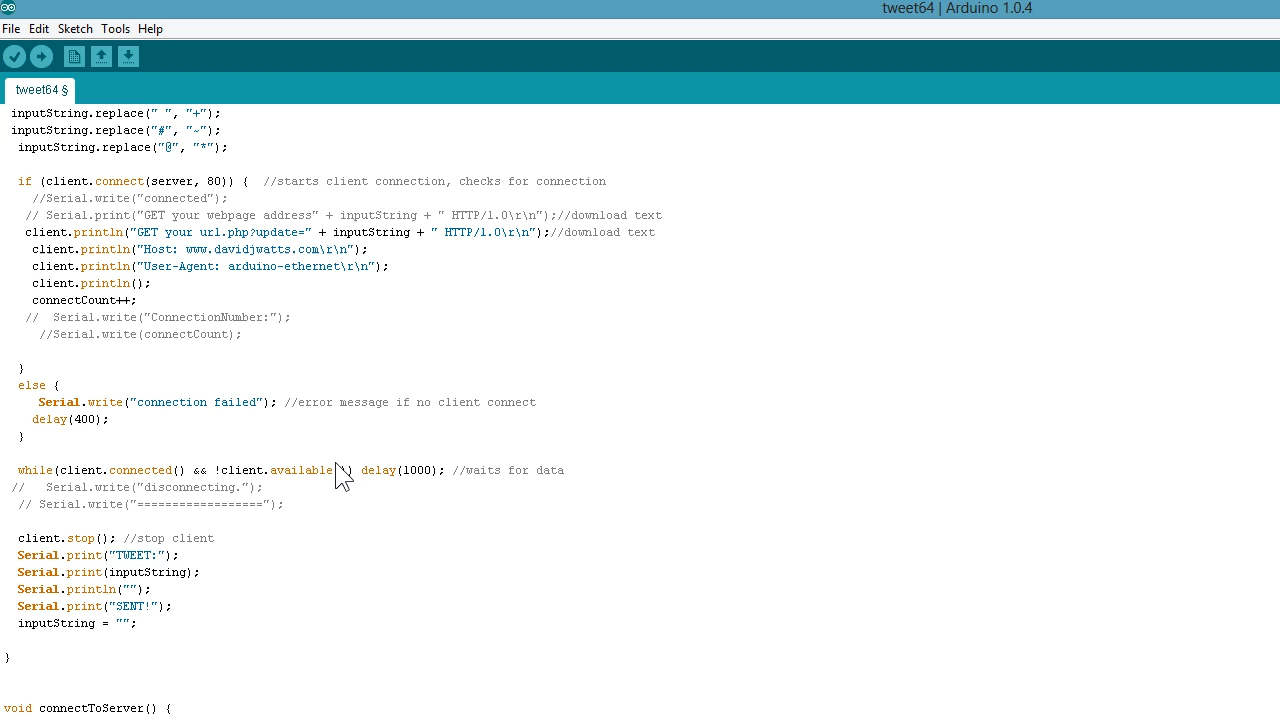 tweet64 | Arduino 1.0.4
File Edit Sketch Tools Help
tweet64 §
inputString.replace(" ", "+");
inputString.replace("#", "~");
inputString.replace("@", "*");
if (client.connect(server, 80)) { //starts client connection, checks for connection
//Serial.write("connected");
// Serial.print("GET your webpage address" + inputString + " HTTP/1.0\r\n");//download text
client.println("GET your url.php?update=" + inputString + " HTTP/1.0\r\n");//download text
client.println("Host: www.davidjwatts.com\r\n");
client.println("User-Agent: arduino-ethernet\r\n");
client.println();
connectCount++;
// Serial.write("ConnectionNumber:");
//Serial.write(connectCount);
}
else {
Serial.write("connection failed"); //error message if no client connect
delay(400);
}
while(client.connected() && !client.available()) delay(1000); //waits for data
// Serial.write("disconnecting.");
// Serial.write("==================");
client.stop(); //stop client
Serial.print("TWEET:");
Serial.print(inputString);
Serial.println("");
Serial.print("SENT!");
inputString = "";
}
void connectToServer() {